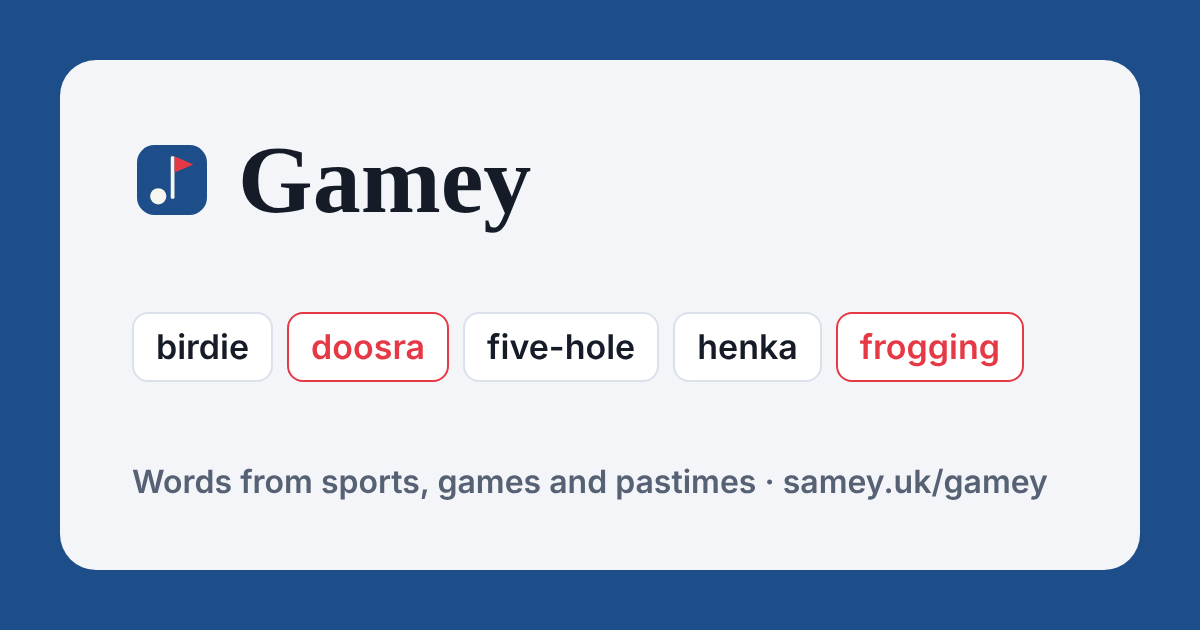 Gamey
birdie doosra five-hole henka frogging
Words from sports, games and pastimes · samey.uk/gamey